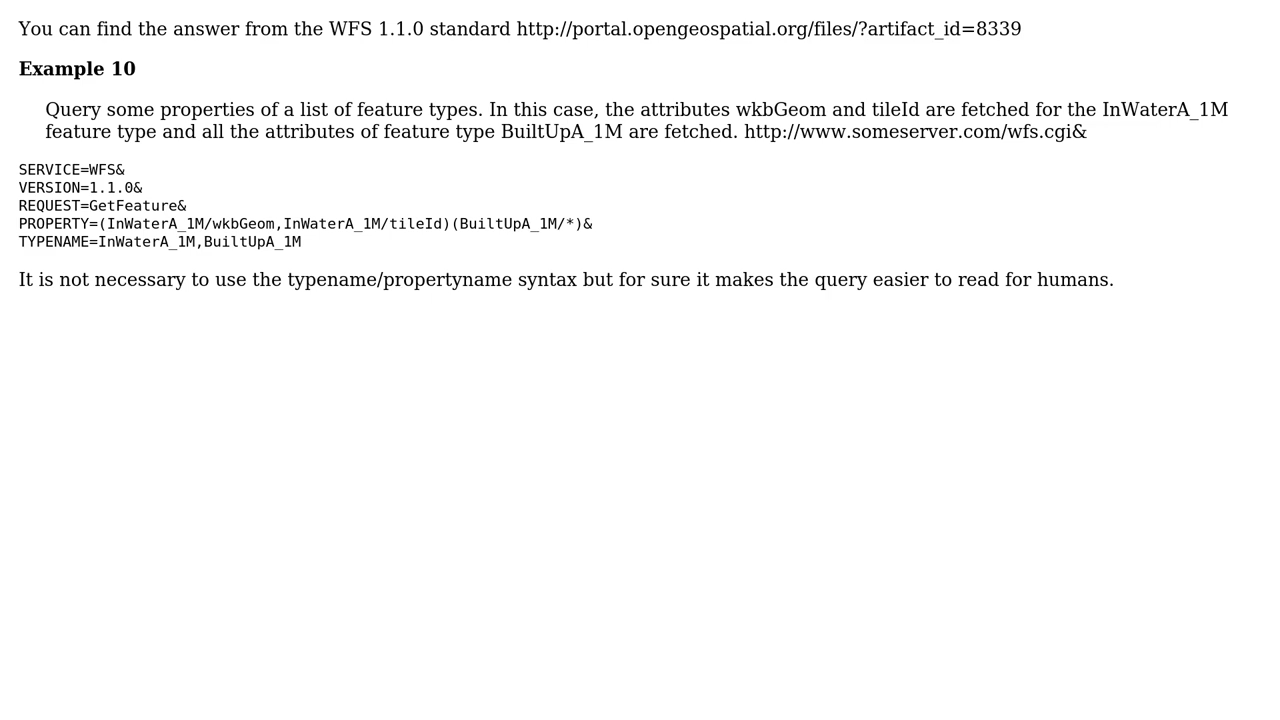 You can find the answer from the WFS 1.1.0 standard http://portal.opengeospatial.org/files/?artifact_id=8339
Example 10
Query some properties of a list of feature types. In this case, the attributes wkbGeom and tileId are fetched for the InWaterA_1M
feature type and all the attributes of feature type BuiltUpA_1M are fetched. http://www.someserver.com/wfs.cgi&
SERVICE=WFS&
VERSION=1.1.0&
REQUEST=GetFeature&
PROPERTY=(InWaterA_1M/wkbGeom,InWaterA_1M/tileId)(BuiltUpA_1M/*)&
TYPENAME=InWaterA_1M,BuiltUpA_1M
It is not necessary to use the typename/propertyname syntax but for sure it makes the query easier to read for humans.